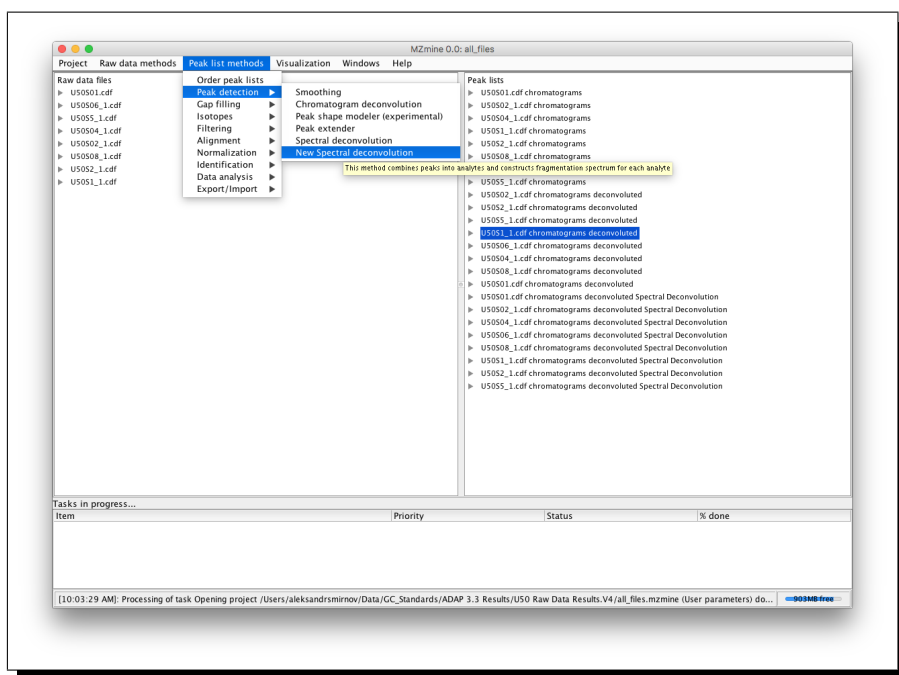 MZmine 0.0: all_files
Project Raw data methods Peak list methods Visualization Windows Help
Raw data files
U50S01.cdf
U50S06_1.cdf
U50S5_1.cdf
U50S04_1.cdf
U50S02_1.cdf
U50S08_1.cdf
U50S2_1.cdf
U50S1_1.cdf
Order peak lists
Peak detection
Gap filling
Isotopes
Filtering
Alignment
Normalization
Identification
Data analysis
Export/Import
Smoothing
Chromatogram deconvolution
Peak shape modeler (experimental)
Peak extender
Spectral deconvolution
New Spectral deconvolution
This method combines peaks into analytes and constructs fragmentation spectrum for each analyte
Peak lists
U50S01.cdf chromatograms
U50S02_1.cdf chromatograms
U50S04_1.cdf chromatograms
U50S1_1.cdf chromatograms
U50S2_1.cdf chromatograms
U50S08_1.cdf chromatograms
U50S5_1.cdf chromatograms
U50S02_1.cdf chromatograms deconvoluted
U50S2_1.cdf chromatograms deconvoluted
U50S5_1.cdf chromatograms deconvoluted
U50S1_1.cdf chromatograms deconvoluted
U50S06_1.cdf chromatograms deconvoluted
U50S04_1.cdf chromatograms deconvoluted
U50S08_1.cdf chromatograms deconvoluted
U50S01.cdf chromatograms deconvoluted
U50S01.cdf chromatograms deconvoluted Spectral Deconvolution
U50S02_1.cdf chromatograms deconvoluted Spectral Deconvolution
U50S04_1.cdf chromatograms deconvoluted Spectral Deconvolution
U50S06_1.cdf chromatograms deconvoluted Spectral Deconvolution
U50S08_1.cdf chromatograms deconvoluted Spectral Deconvolution
U50S1_1.cdf chromatograms deconvoluted Spectral Deconvolution
U50S2_1.cdf chromatograms deconvoluted Spectral Deconvolution
U50S5_1.cdf chromatograms deconvoluted Spectral Deconvolution
Tasks in progress...
Item Priority Status % done
[10:03:29 AM]: Processing of task Opening project /Users/aleksandrsmirnov/Data/GC_Standards/ADAP 3.3 Results/U50 Raw Data Results.V4/all_files.mzmine (User parameters) do...
903MB free